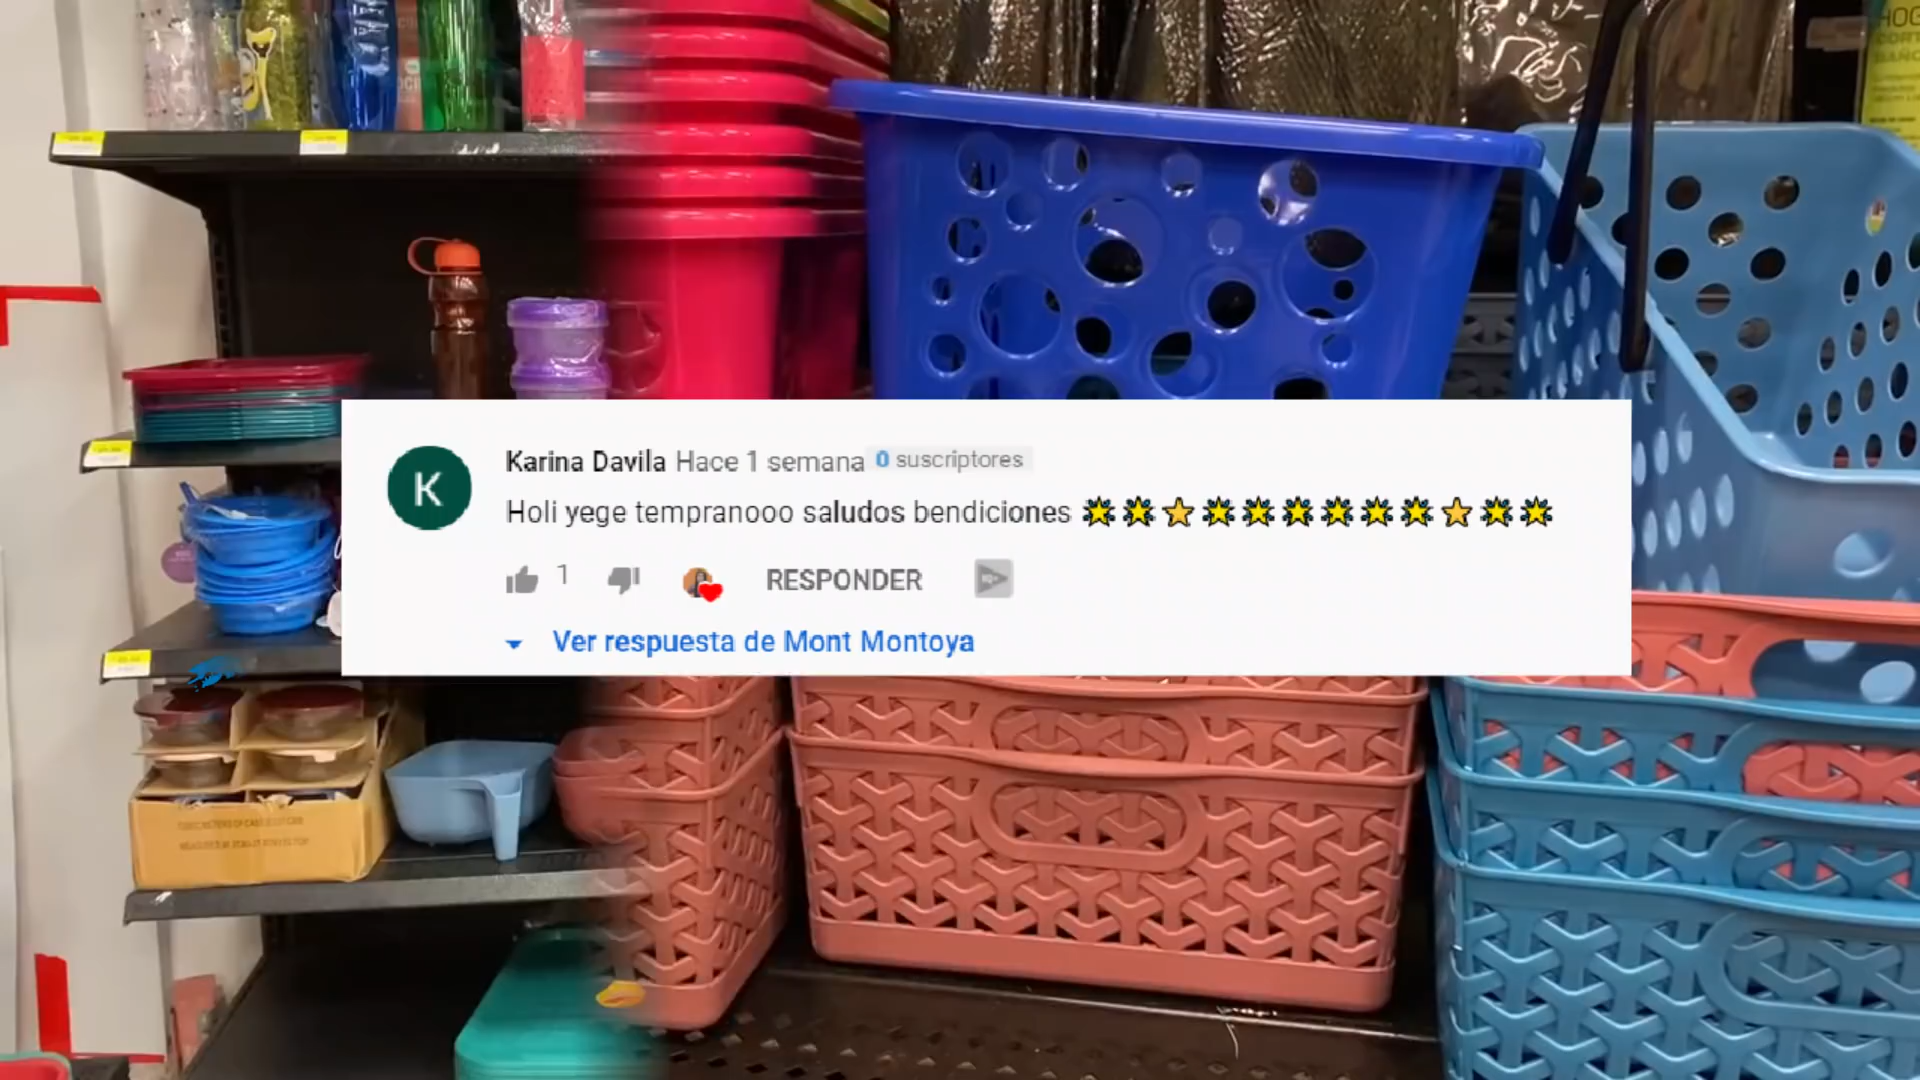 Karina Davila Hace 1 semana 0 suscriptores
Holi yege tempranooo saludos bendiciones 🌟🌟⭐🌟🌟🌟🌟🌟🌟⭐🌟🌟
1
RESPONDER
Ver respuesta de Mont Montoya